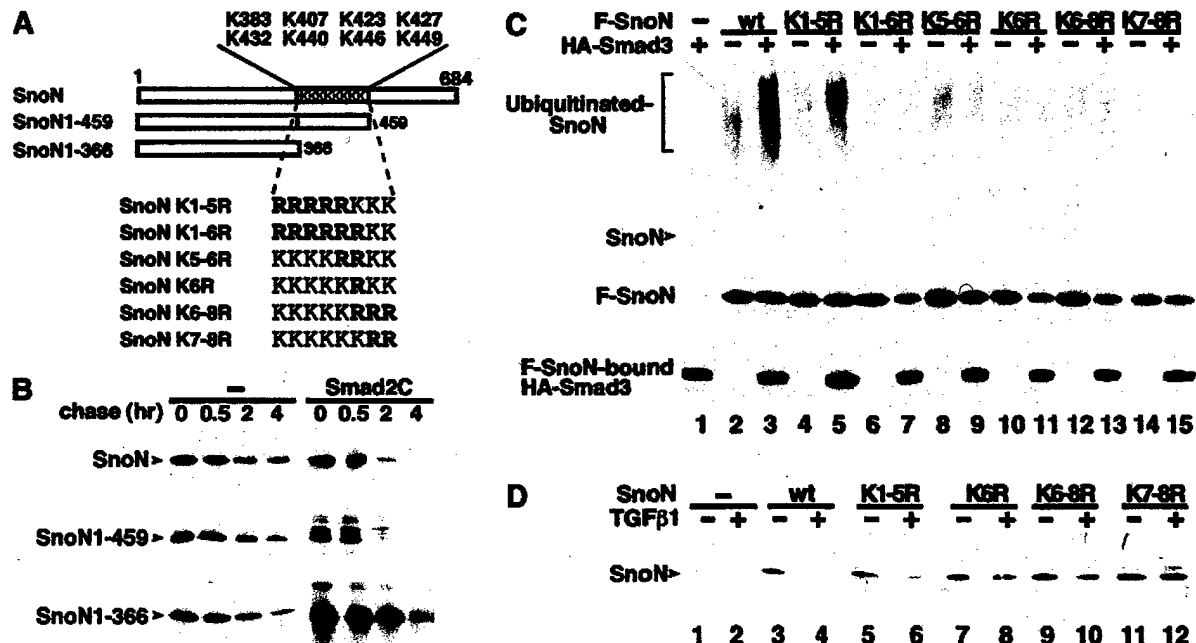 A
K383 K407 K423 K427
K432 K440 K446 K449
1
684
SnoN
SnoN1-459
459
SnoN1-366
366
SnoN K1-5R RRRRRKKK
SnoN K1-6R RRRRRRKK
SnoN K5-6R KKKKRRKK
SnoN K6R KKKKKRKK
SnoN K6-8R KKKKKRRR
SnoN K7-8R KKKKKKRR
B
– Smad2C
chase (hr) 0 0.5 2 4 0 0.5 2 4
SnoN
SnoN1-459
SnoN1-366
C
F-SnoN – wt K1-5R K1-6R K5-6R K6R K6-8R K7-8R
HA-Smad3 + – + – + – + – + – + – + – +
Ubiquitinated-
SnoN
SnoN
F-SnoN
F-SnoN-bound
HA-Smad3
1 2 3 4 5 6 7 8 9 10 11 12 13 14 15
D
SnoN – wt K1-5R K6R K6-8R K7-8R
TGFβ1 – + – + – + – + – + – +
SnoN
1 2 3 4 5 6 7 8 9 10 11 12